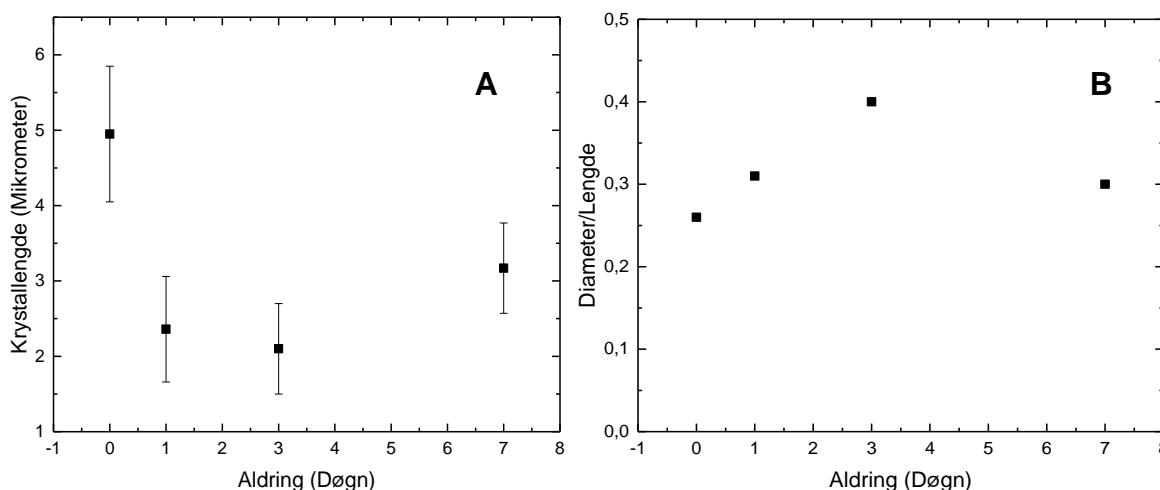 A
Krystallengde (Mikrometer)
6
5
4
3
2
1
-1 0 1 2 3 4 5 6 7 8
Aldring (Døgn)
B
Diameter/Lengde
0,5
0,4
0,3
0,2
0,1
0,0
-1 0 1 2 3 4 5 6 7 8
Aldring (Døgn)